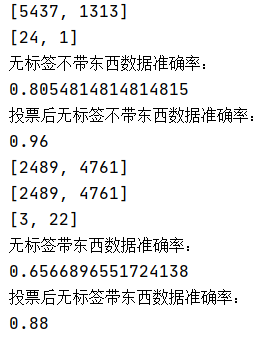 [5437, 1313]
[24, 1]
无标签不带东西数据准确率：
0.8054814814814815
投票后无标签不带东西数据准确率：
0.96
[2489, 4761]
[2489, 4761]
[3, 22]
无标签带东西数据准确率：
0.6566896551724138
投票后无标签带东西数据准确率：
0.88